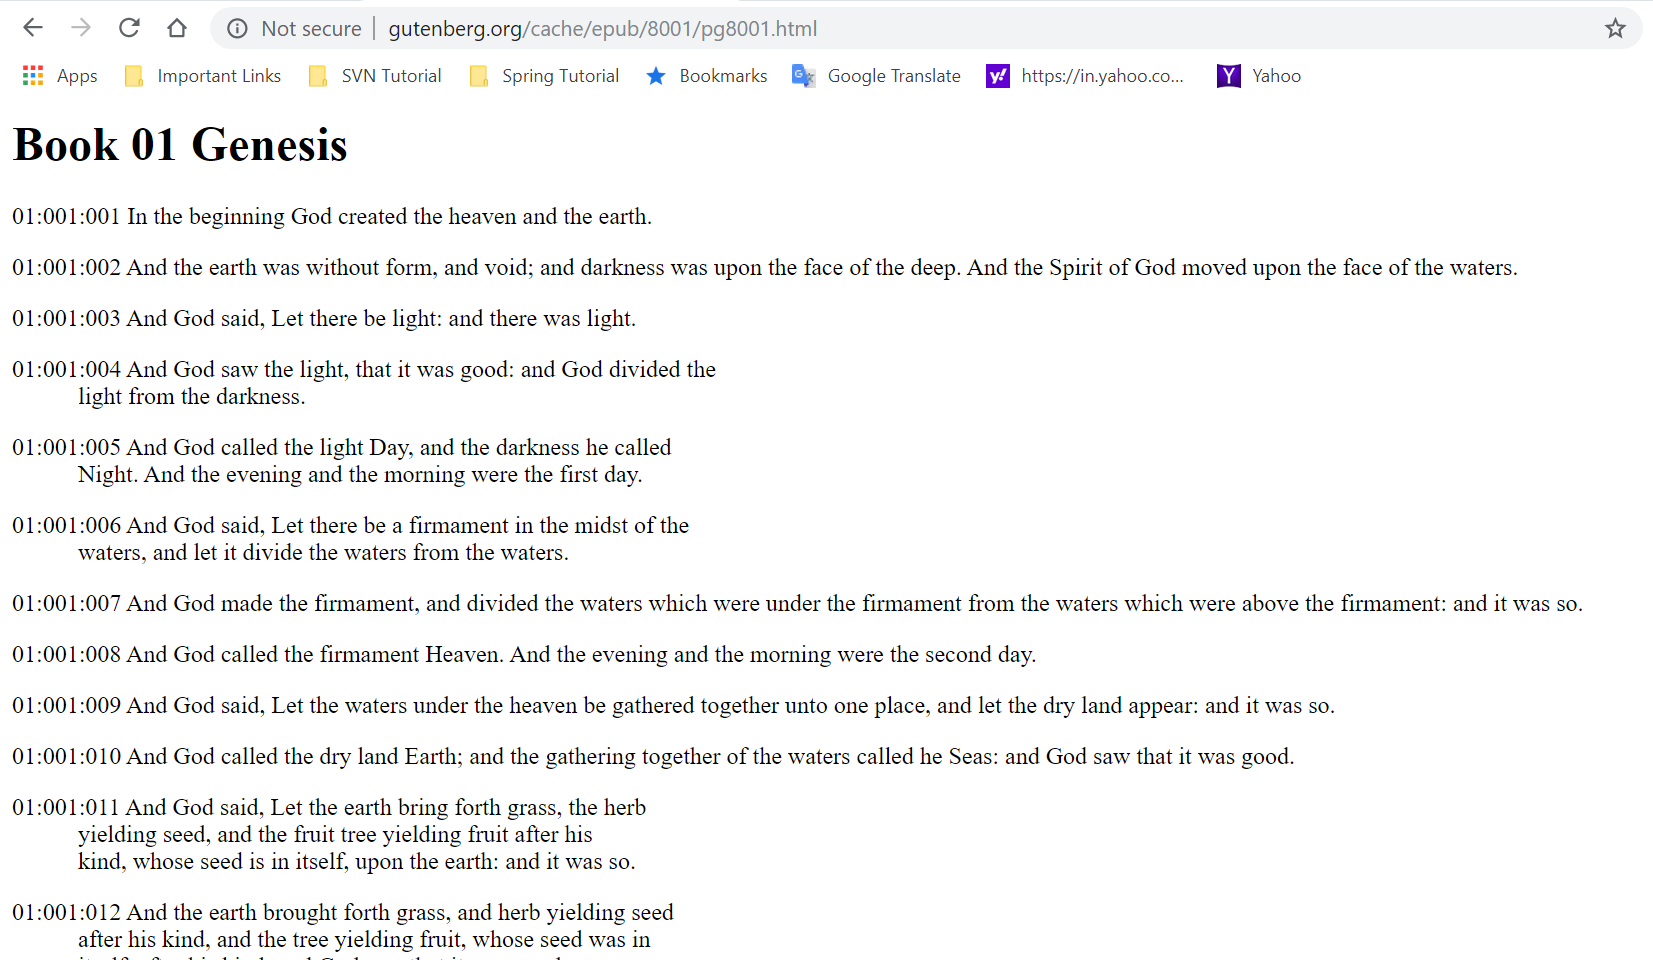 Not secure | gutenberg.org/cache/epub/8001/pg8001.html
Apps Important Links SVN Tutorial Spring Tutorial Bookmarks Google Translate https://in.yahoo.co... Yahoo
Book 01 Genesis
01:001:001 In the beginning God created the heaven and the earth.
01:001:002 And the earth was without form, and void; and darkness was upon the face of the deep. And the Spirit of God moved upon the face of the waters.
01:001:003 And God said, Let there be light: and there was light.
01:001:004 And God saw the light, that it was good: and God divided the
light from the darkness.
01:001:005 And God called the light Day, and the darkness he called
Night. And the evening and the morning were the first day.
01:001:006 And God said, Let there be a firmament in the midst of the
waters, and let it divide the waters from the waters.
01:001:007 And God made the firmament, and divided the waters which were under the firmament from the waters which were above the firmament: and it was so.
01:001:008 And God called the firmament Heaven. And the evening and the morning were the second day.
01:001:009 And God said, Let the waters under the heaven be gathered together unto one place, and let the dry land appear: and it was so.
01:001:010 And God called the dry land Earth; and the gathering together of the waters called he Seas: and God saw that it was good.
01:001:011 And God said, Let the earth bring forth grass, the herb
yielding seed, and the fruit tree yielding fruit after his
kind, whose seed is in itself, upon the earth: and it was so.
01:001:012 And the earth brought forth grass, and herb yielding seed
after his kind, and the tree yielding fruit, whose seed was in